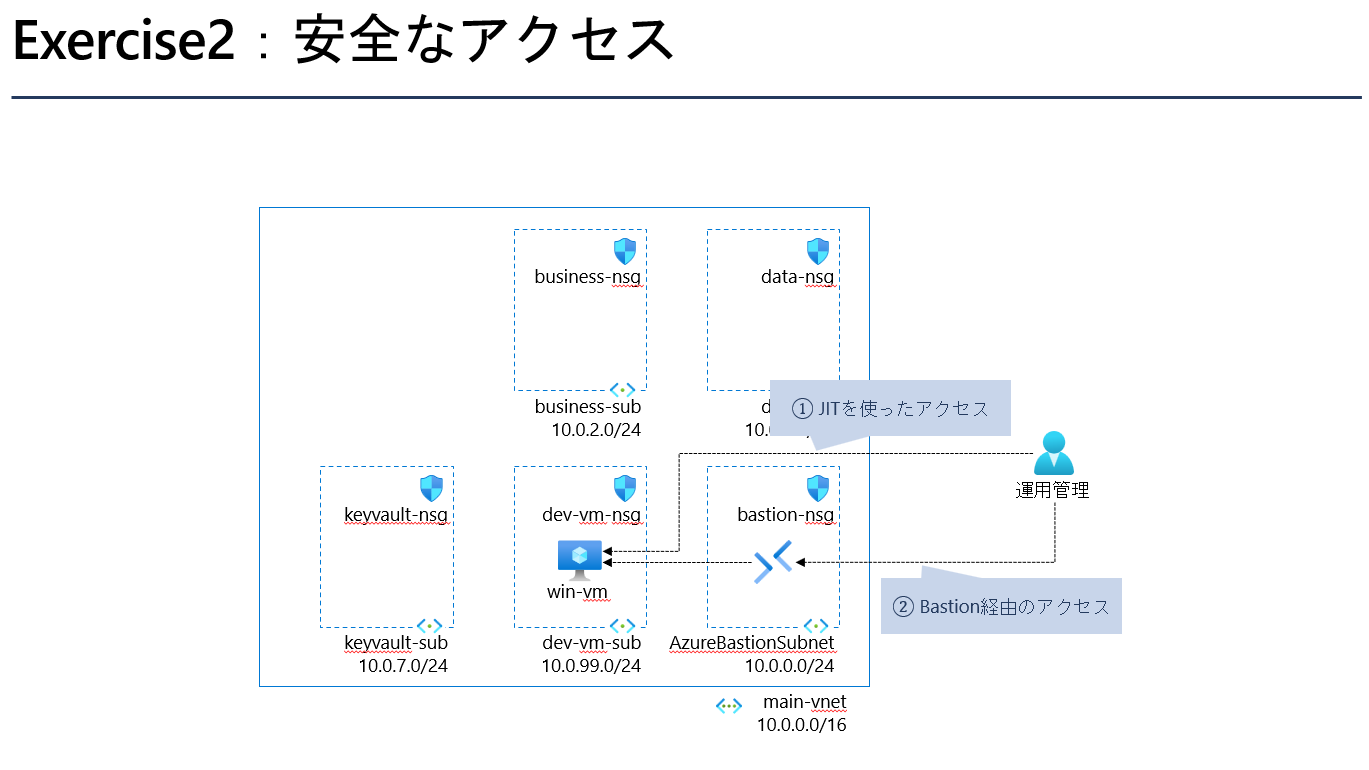 Exercise2：安全なアクセス
business-nsg
data-nsg
business-sub
10.0.2.0/24
① JITを使ったアクセス
運用管理
keyvault-nsg
dev-vm-nsg
bastion-nsg
win-vm
② Bastion経由のアクセス
keyvault-sub
10.0.7.0/24
dev-vm-sub
10.0.99.0/24
AzureBastionSubnet
10.0.0.0/24
main-vnet
10.0.0.0/16